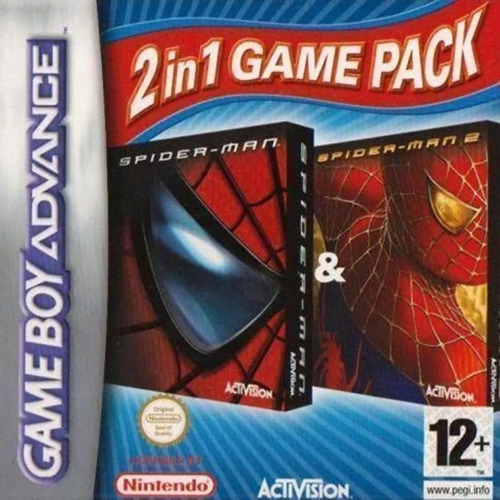 GAME BOY ADVANCE
2 in 1 GAME PACK
SPIDER-MAN
SPIDER-MAN
ACTIVISION
ACTIVISION
&
SPIDER-MAN 2
ACTIVISION
Original
Nintendo
Seal of
Quality
Nintendo
ACTIVISION
12+
www.pegi.info